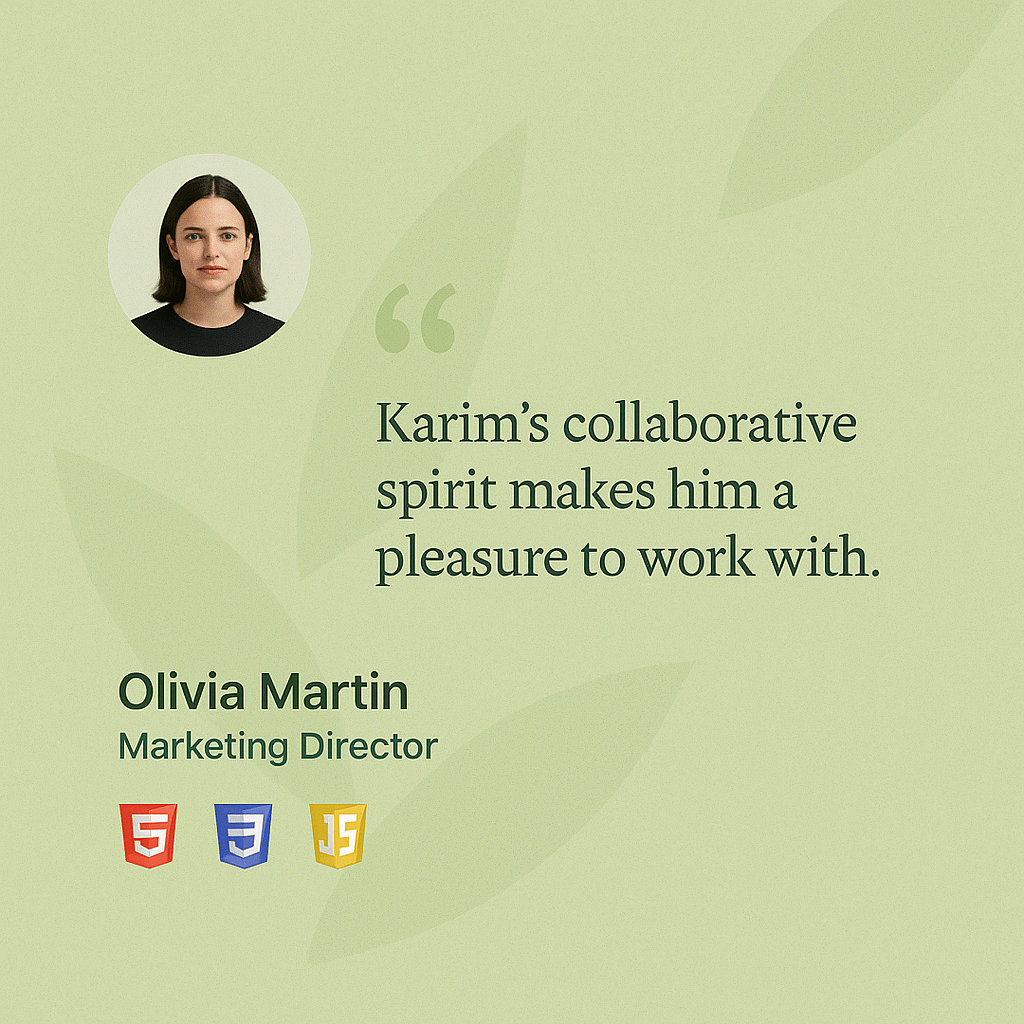 “
Karim’s collaborative
spirit makes him a
pleasure to work with.
Olivia Martin
Marketing Director
5 3 JS